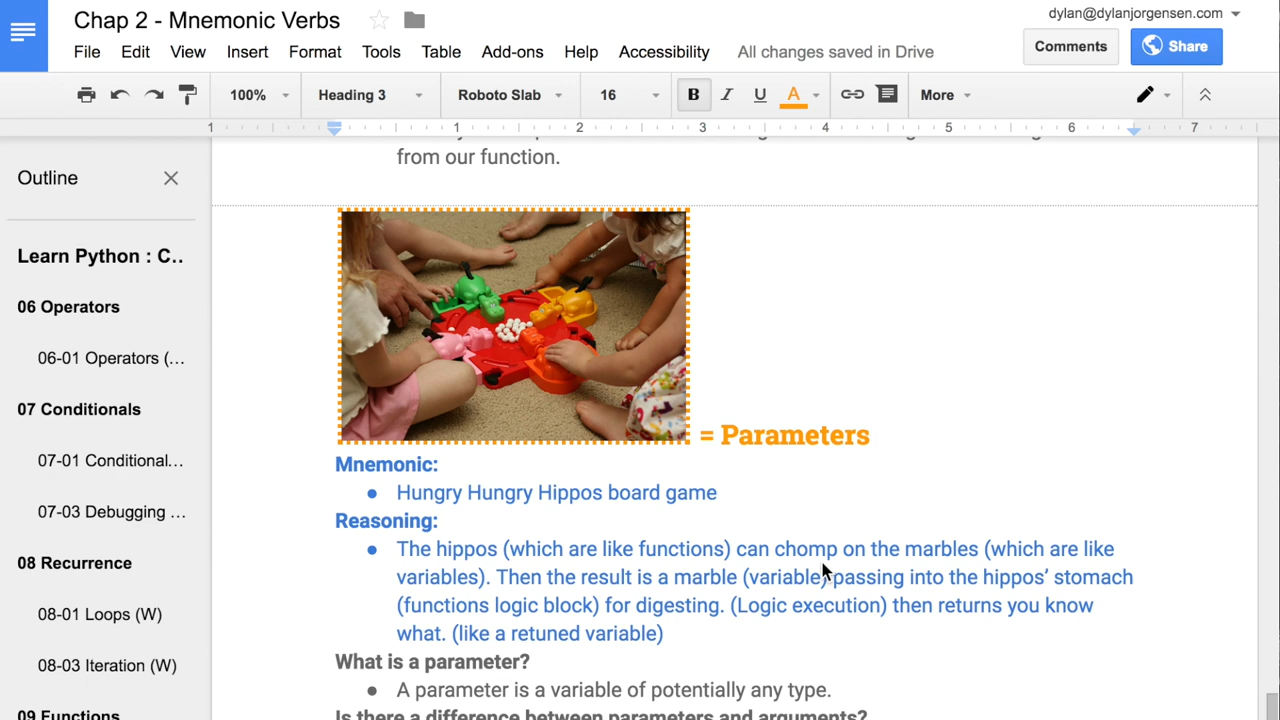 Chap 2 - Mnemonic Verbs
dylan@dylanjorgensen.com
File Edit View Insert Format Tools Table Add-ons Help Accessibility All changes saved in Drive
Comments
Share
100% Heading 3 Roboto Slab 16 B I U A More
1 1 2 3 4 5 6 7
Outline
Learn Python : C..
06 Operators
06-01 Operators (...
07 Conditionals
07-01 Conditional...
07-03 Debugging ...
08 Recurrence
08-01 Loops (W)
08-03 Iteration (W)
09 Functions
from our function.
= Parameters
Mnemonic:
● Hungry Hungry Hippos board game
Reasoning:
● The hippos (which are like functions) can chomp on the marbles (which are like
variables). Then the result is a marble (variable) passing into the hippos’ stomach
(functions logic block) for digesting. (Logic execution) then returns you know
what. (like a retuned variable)
What is a parameter?
● A parameter is a variable of potentially any type.
Is there a difference between parameters and arguments?